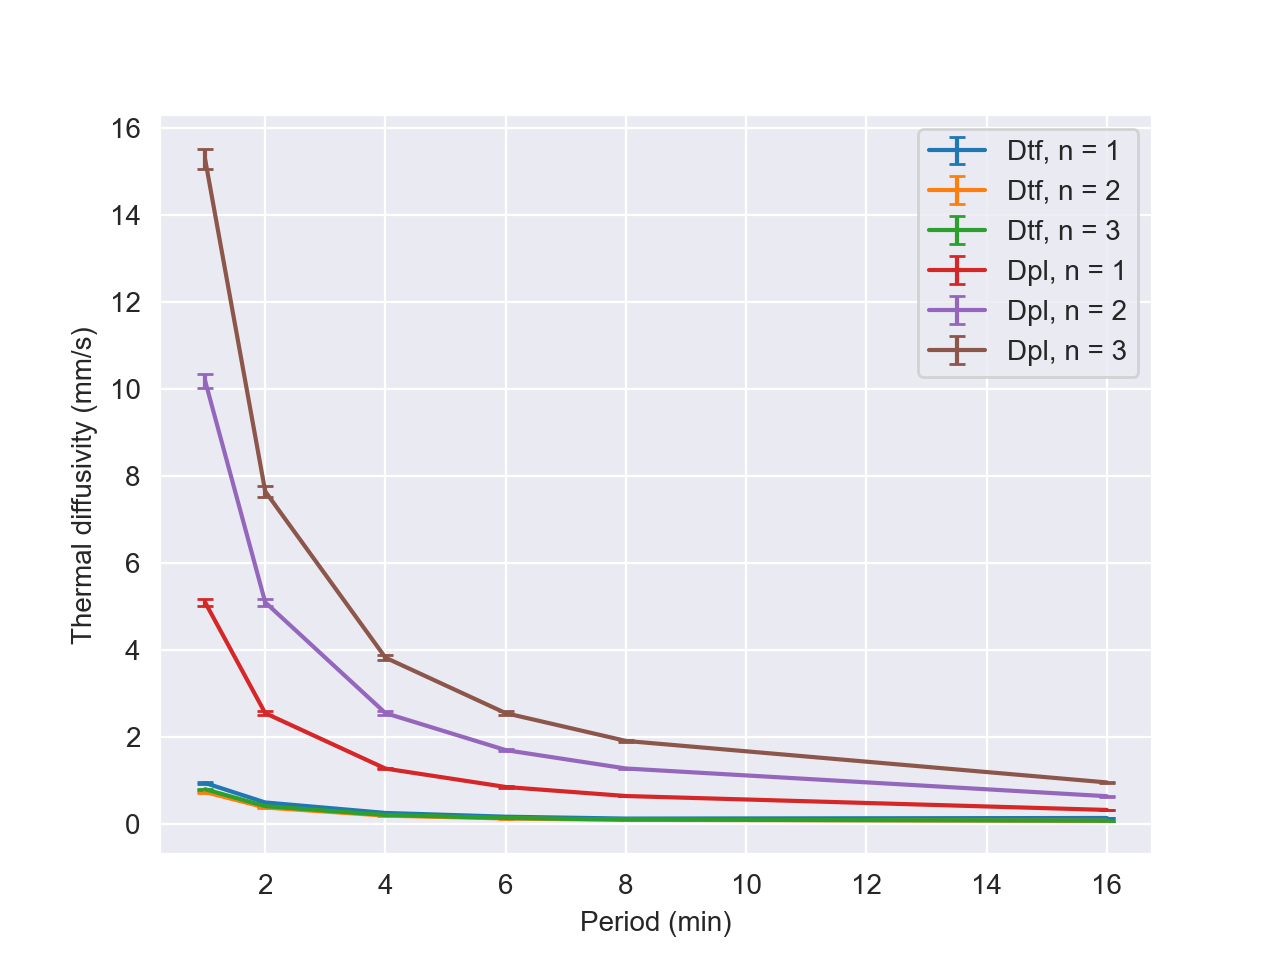 16
14
12
10
8
6
4
2
0
Thermal diffusivity (mm/s)
Dtf, n = 1
Dtf, n = 2
Dtf, n = 3
Dpl, n = 1
Dpl, n = 2
Dpl, n = 3
2 4 6 8 10 12 14 16
Period (min)